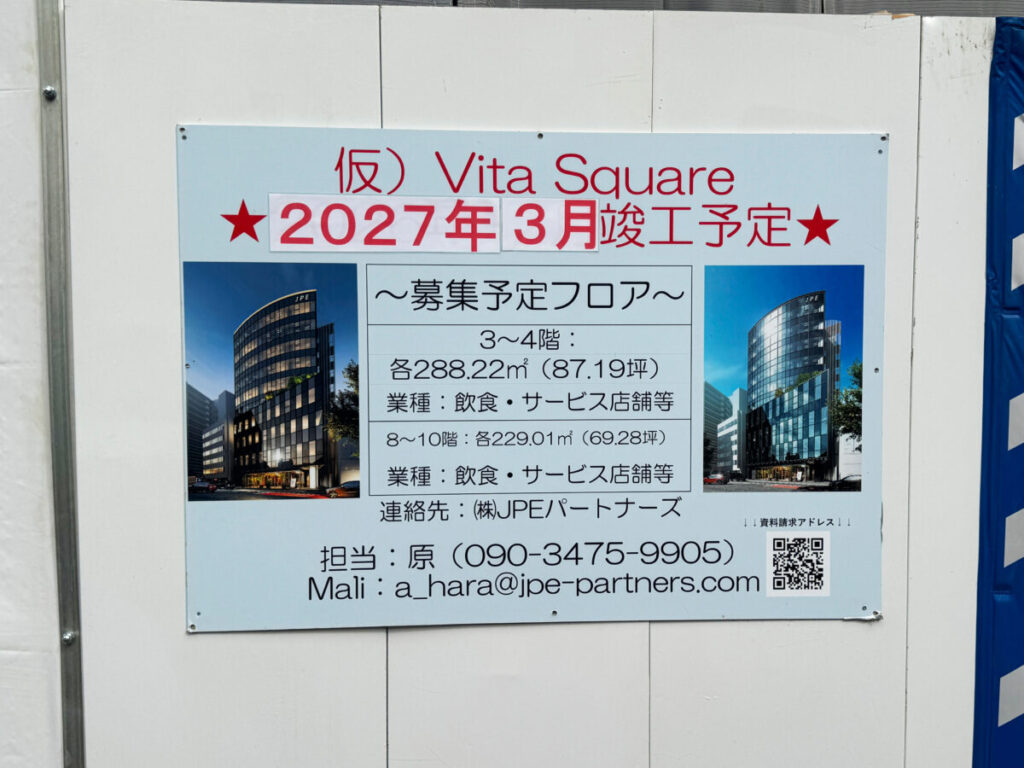 仮）Vita Square
★2027年3月竣工予定★
JPE
～募集予定フロア～
3～4階：
各288.22㎡（87.19坪）
業種：飲食・サービス店舗等
8～10階：各229.01㎡（69.28坪）
業種：飲食・サービス店舗等
JPE
連絡先：㈱JPEパートナーズ
↓↓資料請求アドレス↓↓
担当：原（090-3475-9905）
Mali：a_hara@jpe-partners.com